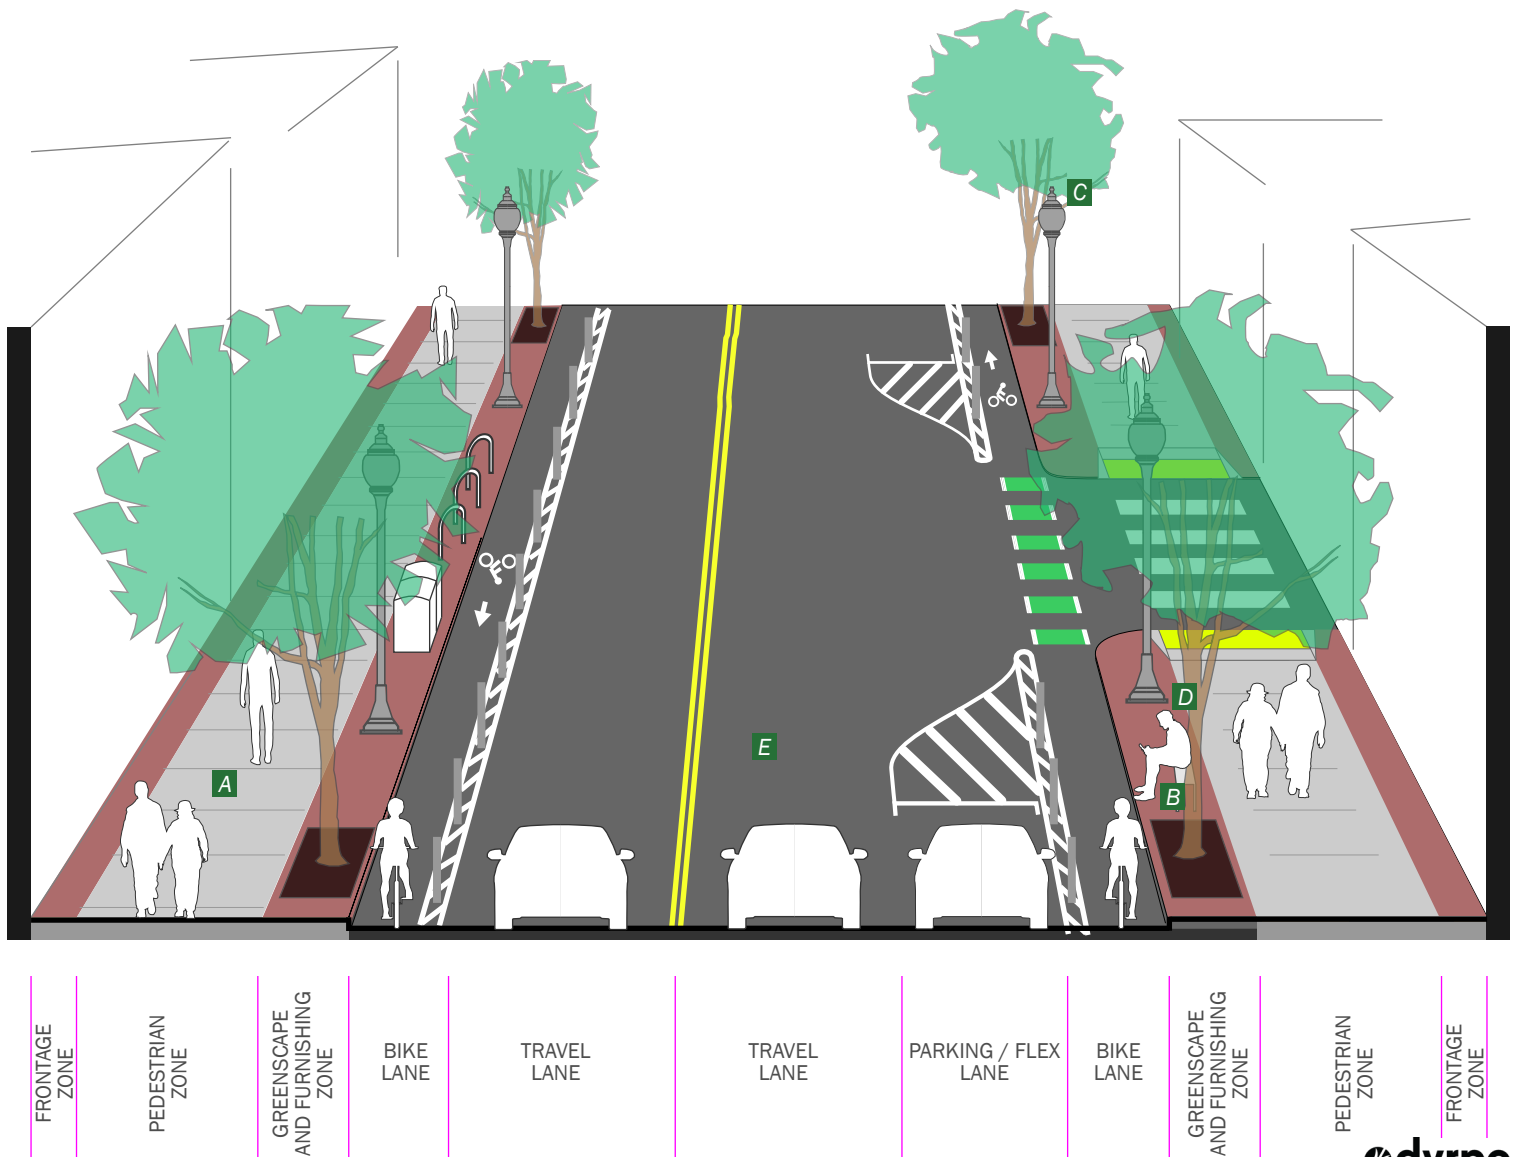 C
D
E
A
B
FRONTAGE
ZONE
PEDESTRIAN
ZONE
GREENSCAPE
AND FURNISHING
ZONE
BIKE
LANE
TRAVEL
LANE
TRAVEL
LANE
PARKING / FLEX
LANE
BIKE
LANE
GREENSCAPE
AND FURNISHING
ZONE
PEDESTRIAN
ZONE
FRONTAGE
ZONE